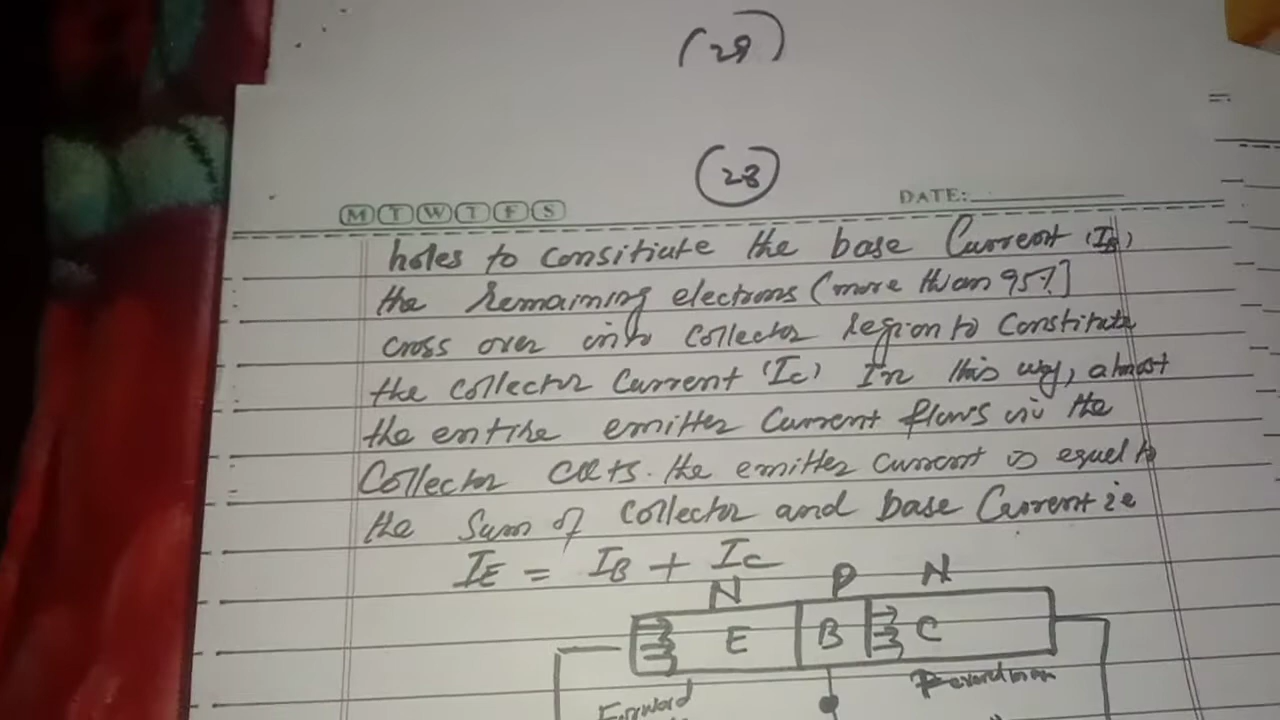 (29)
(28)
M T W T F S
DATE:
holes to consitiute the base Current (IB)
the remaining electrons (more than 95%]
cross over into collector region to Constitute
the collector Current (Ic) In this way, almost
the entire emitter Current flows in the
Collector CKts. the emitter current is equal to
the Sum of Collector and base Current ie
IE = IB + Ic
N P N
E B C
Forward